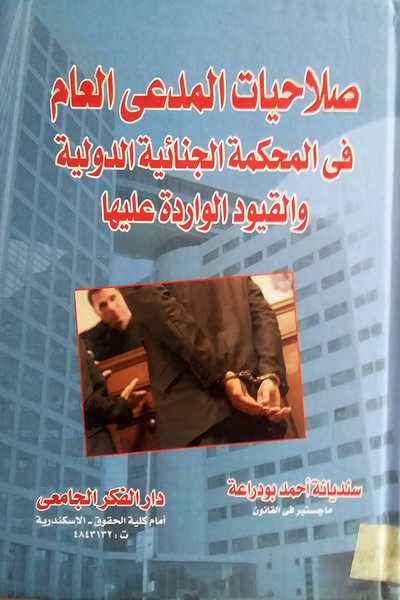 صلاحيات المدعى العام
فى المحكمة الجنائية الدولية
والقيود الواردة عليها
سنديانة أحمد بودراعة
ماجستير فى القانون
دار الفكر الجامعى
أمام كلية الحقوق - الاسكندرية
ت : ٤٨٤٣١٣٢